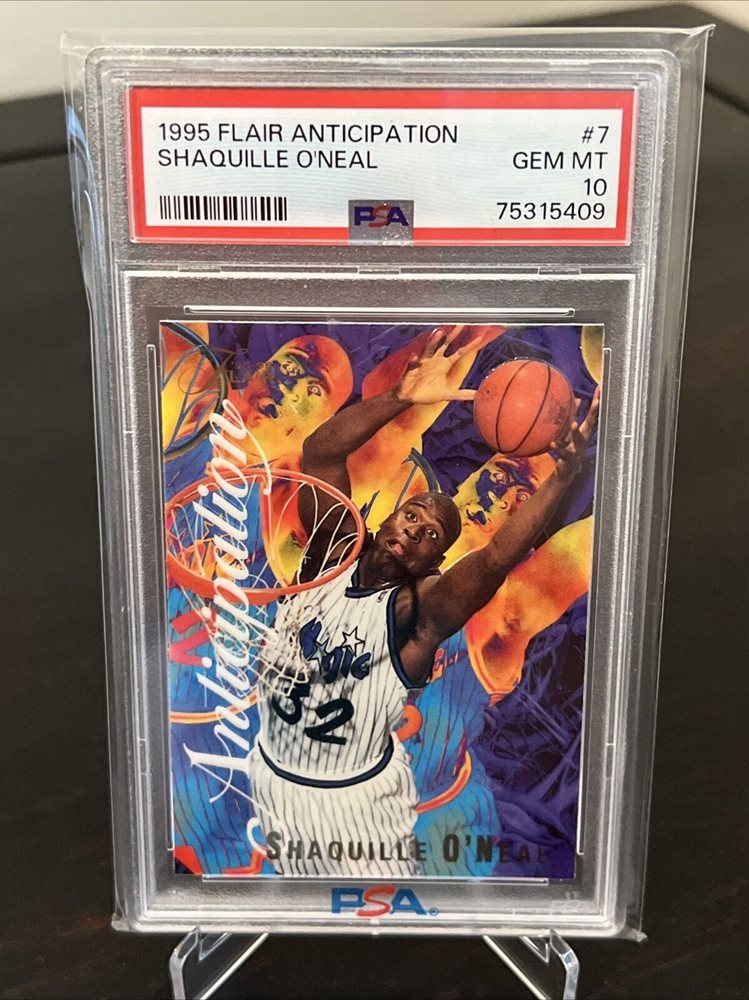 1995 FLAIR ANTICIPATION #7
SHAQUILLE O'NEAL GEM MT
10
PSA 75315409
Anticipation
32
SHAQUILLE O'NEAL
PSA